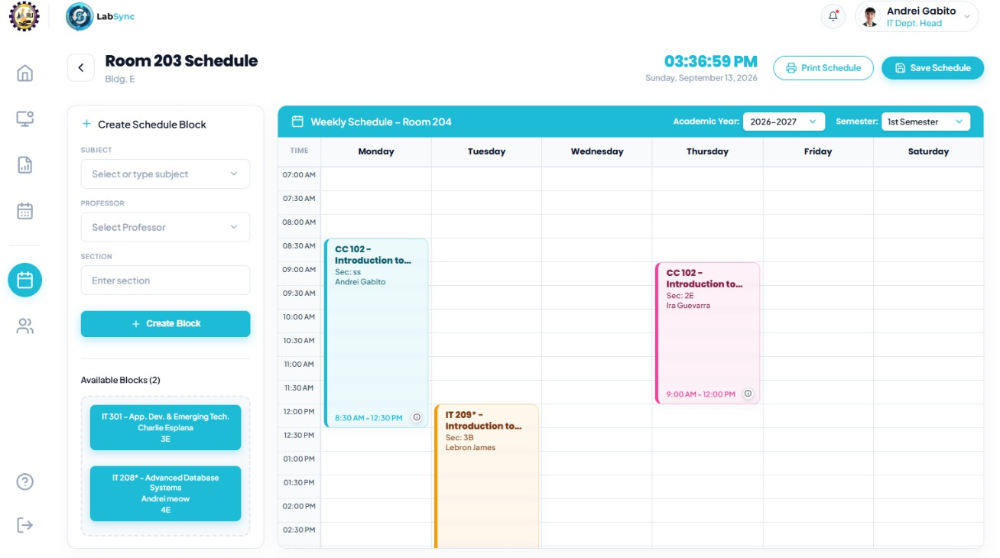 LabSync
Andrei Gabito
IT Dept. Head
Room 203 Schedule
Bldg. E
03:36:59 PM
Sunday, September 13, 2026
Print Schedule
Save Schedule
Create Schedule Block
SUBJECT
Select or type subject
PROFESSOR
Select Professor
SECTION
Enter section
Create Block
Available Blocks (2)
IT 301 - App. Dev. & Emerging Tech.
Charlie Esplana
3E
IT 208* - Advanced Database
Systems
Andrei meow
4E
Weekly Schedule – Room 204
Academic Year: 2026-2027
Semester: 1st Semester
TIME Monday Tuesday Wednesday Thursday Friday Saturday
07:00 AM
07:30 AM
08:00 AM
08:30 AM
09:00 AM
09:30 AM
10:00 AM
10:30 AM
11:00 AM
11:30 AM
12:00 PM
12:30 PM
01:00 PM
01:30 PM
02:00 PM
02:30 PM
CC 102 -
Introduction to...
Sec: ss
Andrei Gabito
8:30 AM - 12:30 PM
IT 209* -
Introduction to...
Sec: 3B
Lebron James
CC 102 -
Introduction to...
Sec: 2E
Ira Guevarra
9:00 AM - 12:00 PM